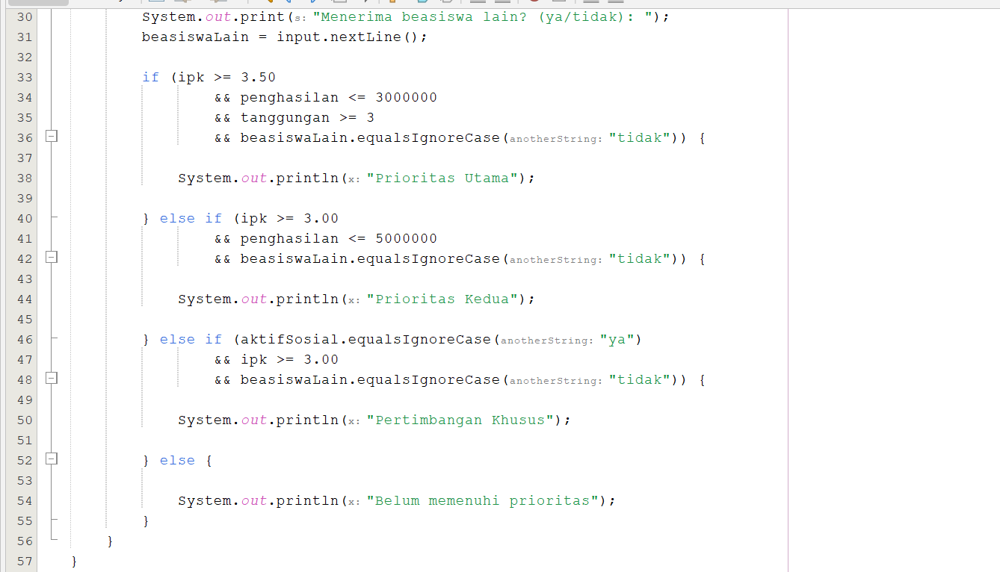 30 System.out.print(s: "Menerima beasiswa lain? (ya/tidak): ");
31 beasiswaLain = input.nextLine();
32
33 if (ipk >= 3.50
34 && penghasilan <= 3000000
35 && tanggungan >= 3
36 && beasiswaLain.equalsIgnoreCase(anotherString: "tidak")) {
37
38 System.out.println(x: "Prioritas Utama");
39
40 } else if (ipk >= 3.00
41 && penghasilan <= 5000000
42 && beasiswaLain.equalsIgnoreCase(anotherString: "tidak")) {
43
44 System.out.println(x: "Prioritas Kedua");
45
46 } else if (aktifSosial.equalsIgnoreCase(anotherString: "ya")
47 && ipk >= 3.00
48 && beasiswaLain.equalsIgnoreCase(anotherString: "tidak")) {
49
50 System.out.println(x: "Pertimbangan Khusus");
51
52 } else {
53
54 System.out.println(x: "Belum memenuhi prioritas");
55 }
56 }
57 }